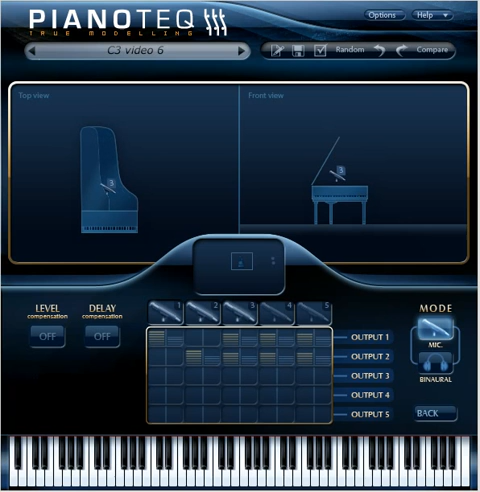 PIANOTEQ
TRUE MODELLING
Options Help
C3 video 6
Random Compare
Top view Front view
3 3
LEVEL compensation
OFF
DELAY compensation
OFF
1 2 3 4 5
OUTPUT 1
OUTPUT 2
OUTPUT 3
OUTPUT 4
OUTPUT 5
MODE
MIC.
BINAURAL
BACK